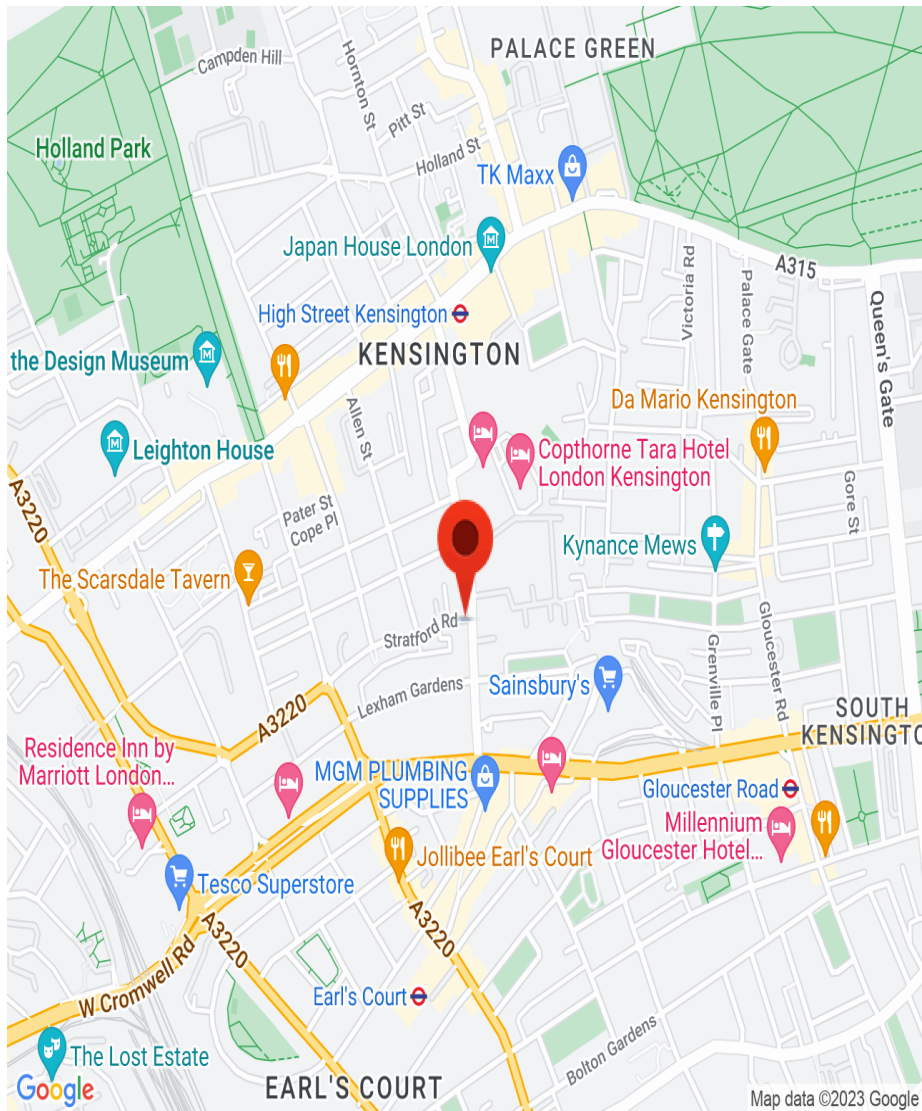 PALACE GREEN
Campden Hill
Hornton St
Pitt St
Holland Park
Holland St
TK Maxx
Japan House London
A315
Victoria Rd
Palace Gate
Queen's Gate
High Street Kensington
KENSINGTON
the Design Museum
Allen St
Da Mario Kensington
Leighton House
Copthorne Tara Hotel
London Kensington
A3220
Gore St
Pater St
Cope Pl
Kynance Mews
The Scarsdale Tavern
Stratford Rd
Gloucester Rd
Grenville Pl
Lexham Gardens
Sainsbury's
A3220
SOUTH
KENSINGTO
Residence Inn by
Marriott London...
MGM PLUMBING
SUPPLIES
Gloucester Road
Millennium
Gloucester Hotel...
Jollibee Earl's Court
Tesco Superstore
A3220
A3220
W Cromwell Rd
Earl's Court
Bolton Gardens
The Lost Estate
Google
EARL'S COURT
Map data ©2023 Google